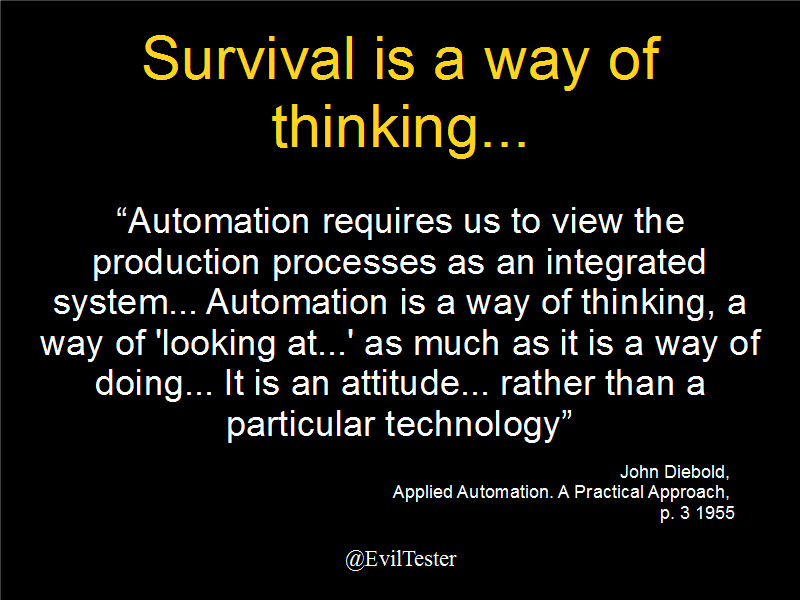 Survival is a way of
thinking...
“Automation requires us to view the
production processes as an integrated
system... Automation is a way of thinking, a
way of 'looking at...' as much as it is a way of
doing... It is an attitude... rather than a
particular technology”
John Diebold,
Applied Automation. A Practical Approach,
p. 3 1955
@EvilTester